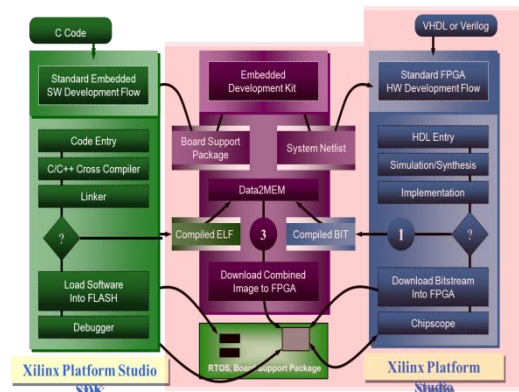 C Code
VHDL or Verilog
Standard Embedded
SW Development Flow
Embedded
Development Kit
Standard FPGA
HW Development Flow
Board Support
Package
System Netlist
Code Entry
C/C++ Cross Compiler
Linker
?
Data2MEM
Compiled ELF
3
Compiled BIT
Download Combined
Image to FPGA
HDL Entry
Simulation/Synthesis
Implementation
1
?
Load Software
Into FLASH
Debugger
Download Bitstream
Into FPGA
Chipscope
RTOS, Board Support Package
Xilinx Platform Studio
SDK
Xilinx Platform
Studio